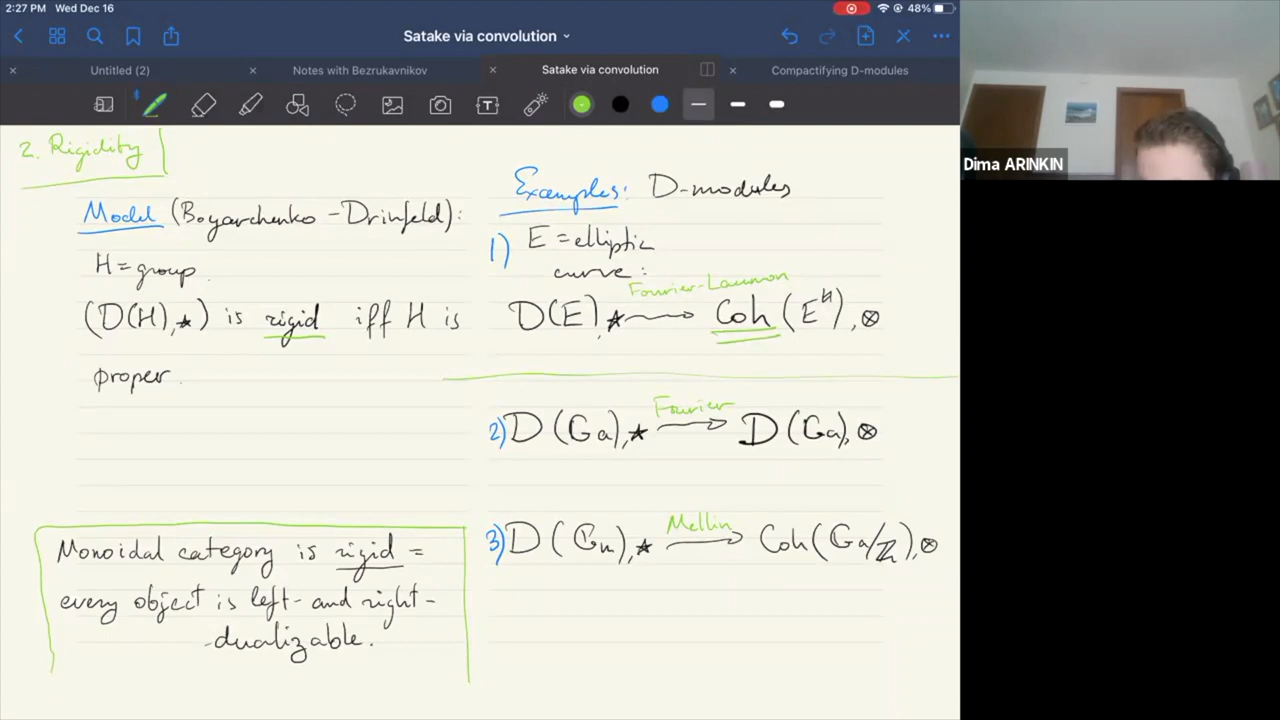 2:27 PM Wed Dec 16
48%
Satake via convolution
Untitled (2)
Notes with Bezrukavnikov
Satake via convolution
Compactifying D-modules
Dima ARINKIN
2. Rigidity
Model (Boyarchenko - Drinfeld):
H = group.
(D(H), ★) is rigid iff H is
proper.
Monoidal category is rigid =
every object is left- and right-
-dualizable.
Examples: D-modules
1) E = elliptic
curve:
Fourier-Laumon
D(E), ★ → Coh(E♮), ⊗
Fourier
2) D(Ga), ★ → D(Ga), ⊗
Mellin
3) D(Gm), ★ → Coh(Ga/ℤ), ⊗